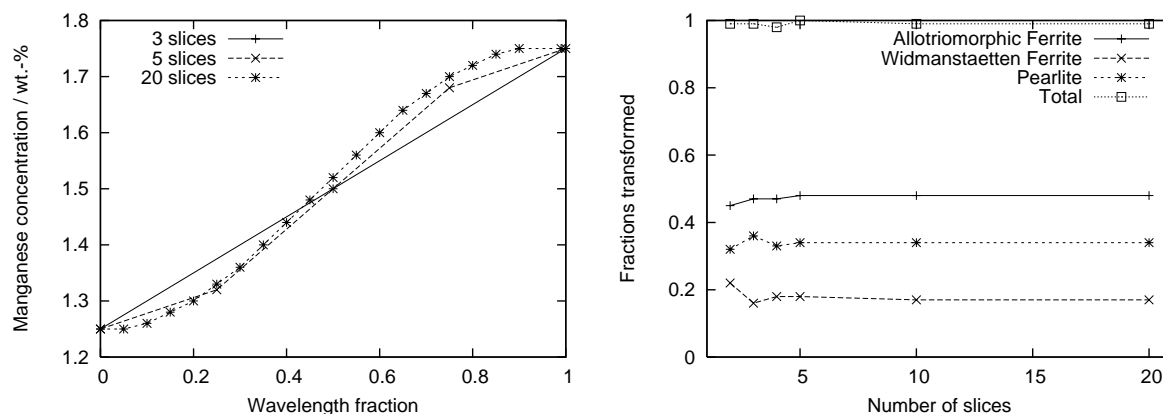 1.8
1.7
1.6
1.5
1.4
1.3
1.2
Manganese concentration / wt.-%
3 slices
5 slices
20 slices
0
0.2
0.4
0.6
0.8
1
Wavelength fraction
1
0.8
0.6
0.4
0.2
0
Fractions transformed
Allotriomorphic Ferrite
Widmanstaetten Ferrite
Pearlite
Total
5
10
15
20
Number of slices